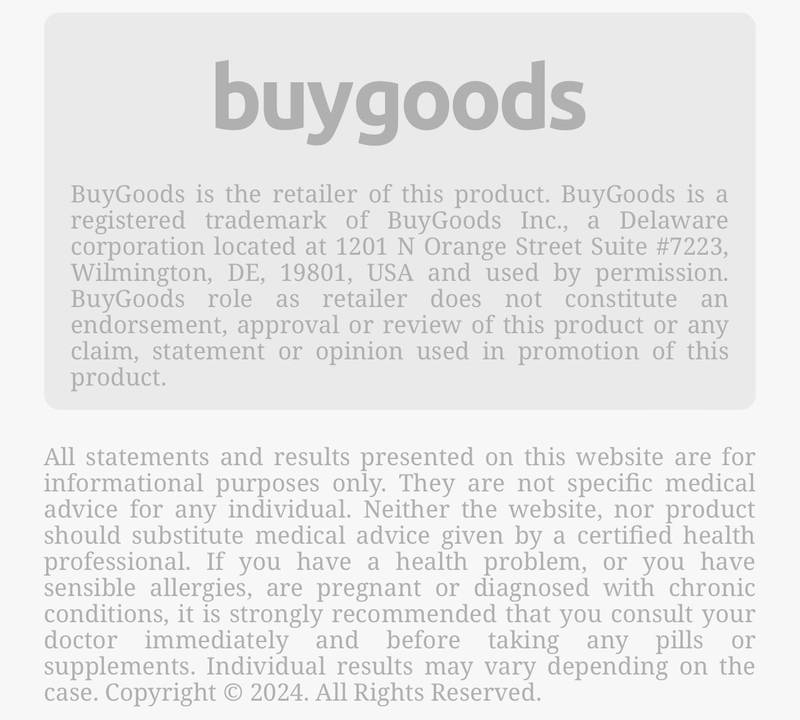 buygoods
BuyGoods is the retailer of this product. BuyGoods is a
registered trademark of BuyGoods Inc., a Delaware
corporation located at 1201 N Orange Street Suite #7223,
Wilmington, DE, 19801, USA and used by permission.
BuyGoods role as retailer does not constitute an
endorsement, approval or review of this product or any
claim, statement or opinion used in promotion of this
product.
All statements and results presented on this website are for
informational purposes only. They are not specific medical
advice for any individual. Neither the website, nor product
should substitute medical advice given by a certified health
professional. If you have a health problem, or you have
sensible allergies, are pregnant or diagnosed with chronic
conditions, it is strongly recommended that you consult your
doctor immediately and before taking any pills or
supplements. Individual results may vary depending on the
case. Copyright © 2024. All Rights Reserved.